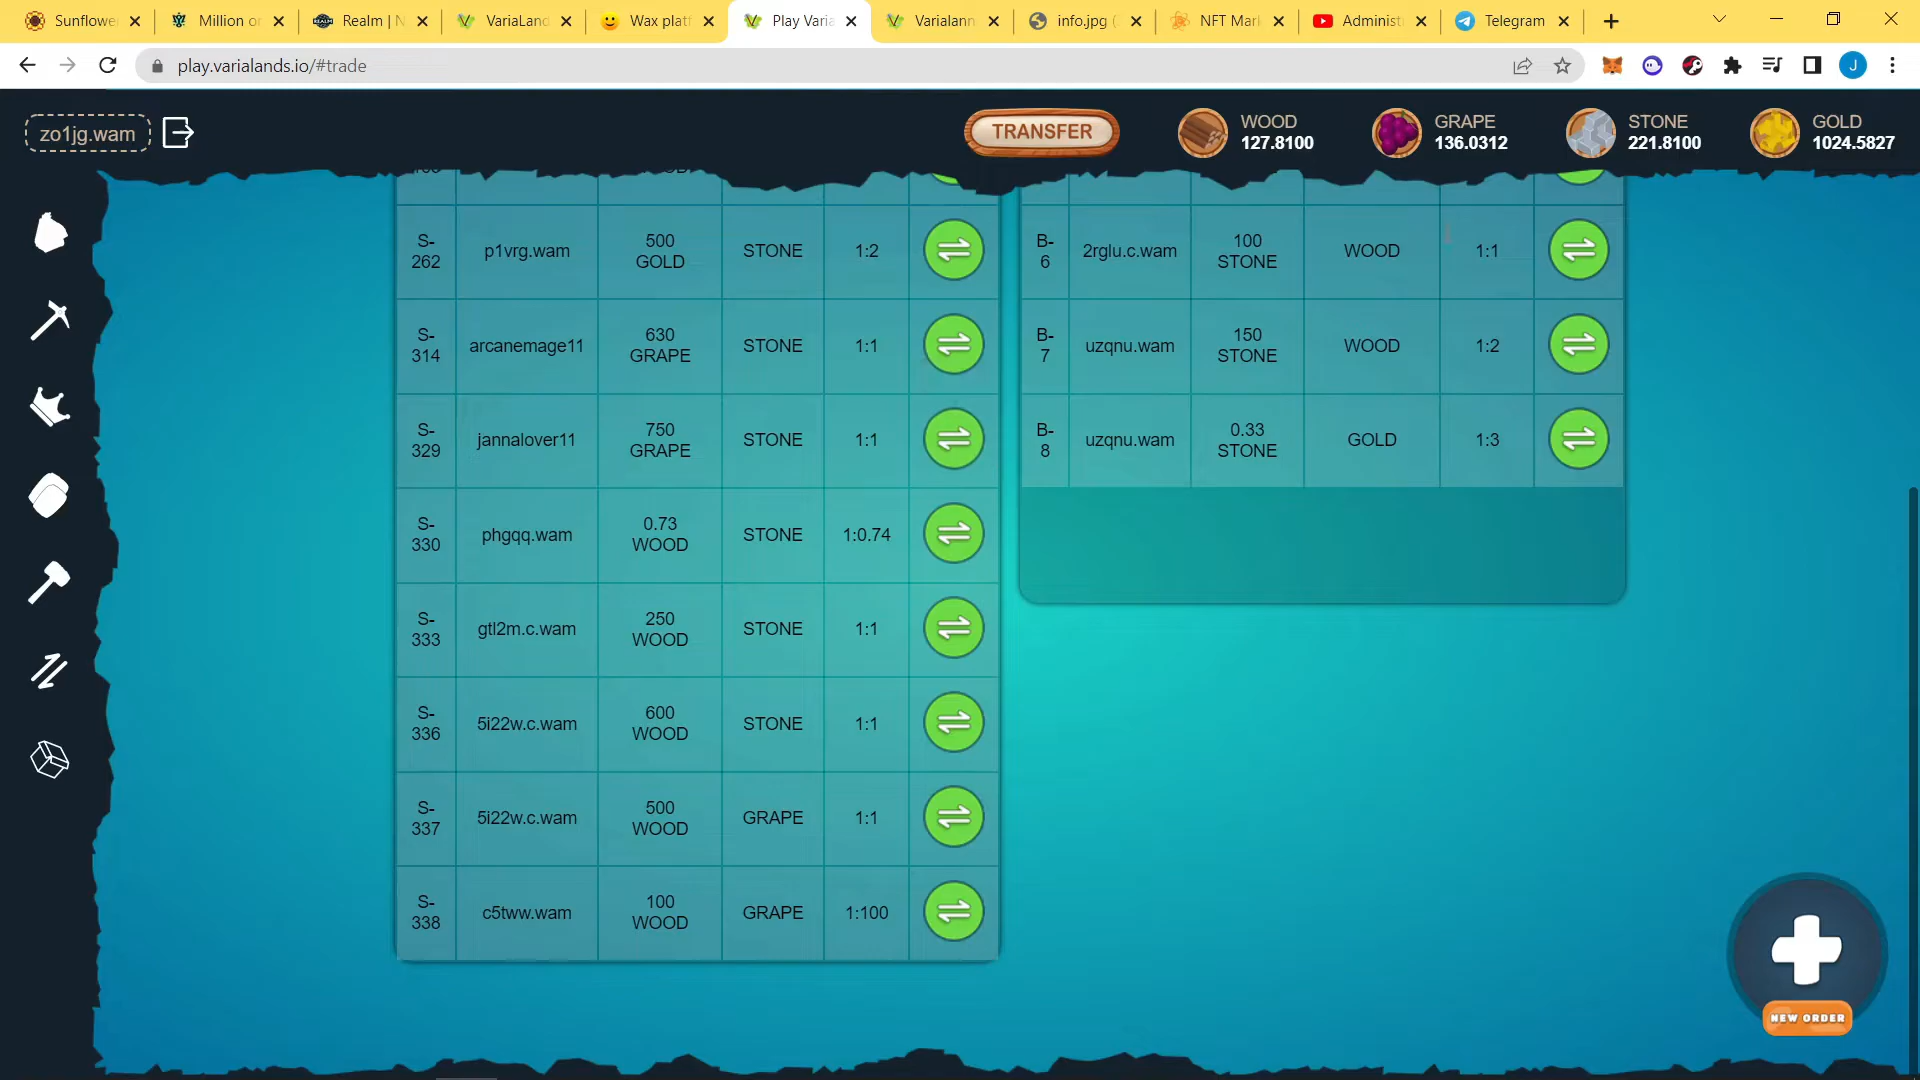 Sunflower
Million on
Realm | N
VariaLand
Wax platf
Play Varia
Varialann
info.jpg (
NFT Mark
Administ
Telegram
play.varialands.io/#trade
J
zo1jg.wam
TRANSFER
WOOD
127.8100
GRAPE
136.0312
STONE
221.8100
GOLD
1024.5827
S-
262
p1vrg.wam
500
GOLD
STONE
1:2
S-
314
arcanemage11
630
GRAPE
STONE
1:1
S-
329
jannalover11
750
GRAPE
STONE
1:1
S-
330
phgqq.wam
0.73
WOOD
STONE
1:0.74
S-
333
gtl2m.c.wam
250
WOOD
STONE
1:1
S-
336
5i22w.c.wam
600
WOOD
STONE
1:1
S-
337
5i22w.c.wam
500
WOOD
GRAPE
1:1
S-
338
c5tww.wam
100
WOOD
GRAPE
1:100
B-
6
2rglu.c.wam
100
STONE
WOOD
1:1
B-
7
uzqnu.wam
150
STONE
WOOD
1:2
B-
8
uzqnu.wam
0.33
STONE
GOLD
1:3
NEW ORDER